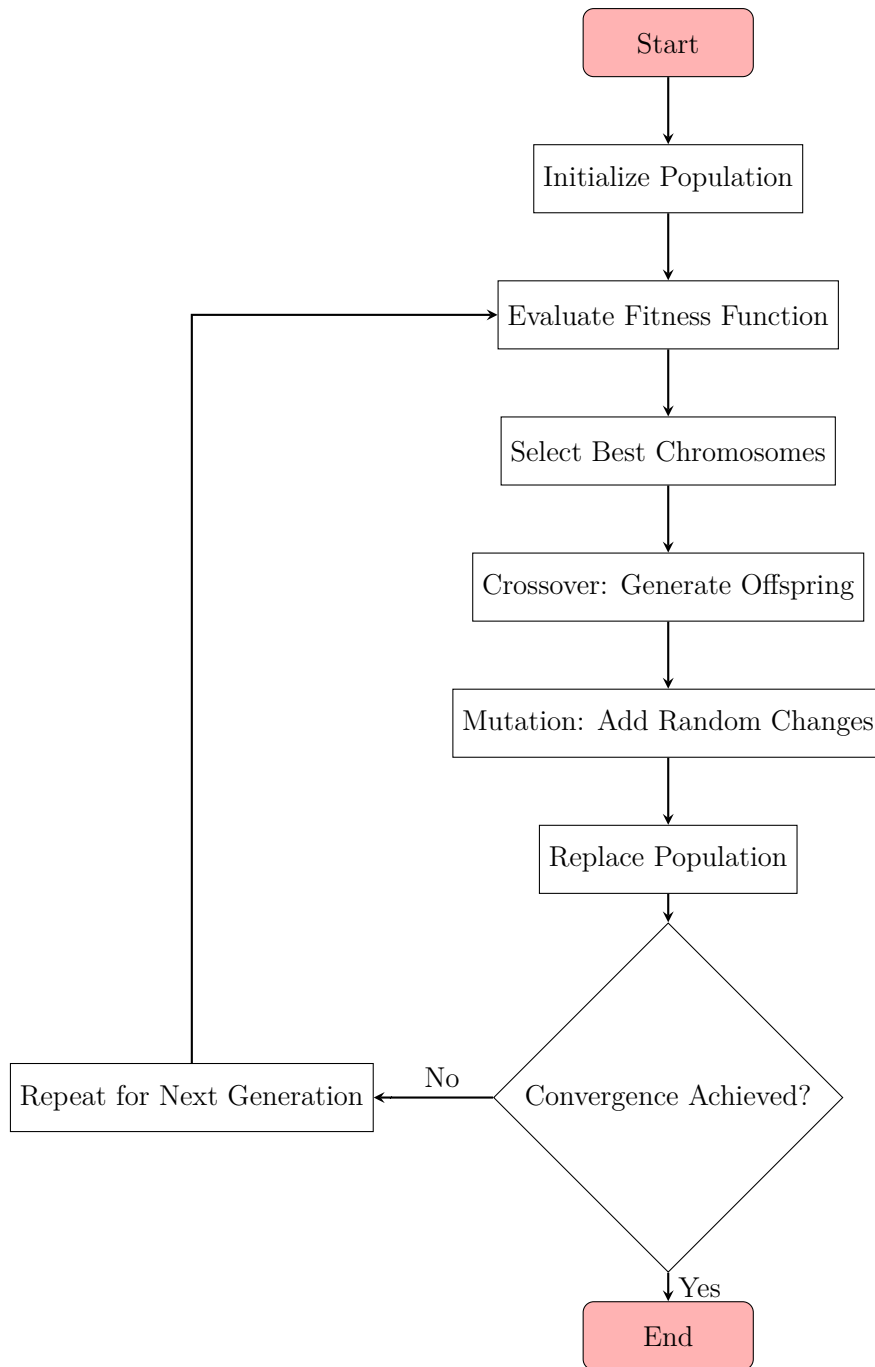 Start
Initialize Population
Evaluate Fitness Function
Select Best Chromosomes
Crossover: Generate Offspring
Mutation: Add Random Changes
Replace Population
Convergence Achieved?
No
Repeat for Next Generation
Yes
End